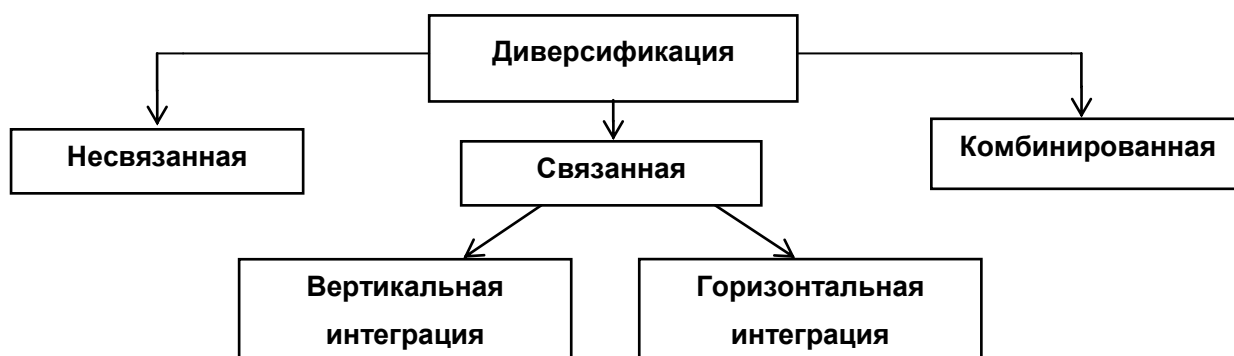 Диверсификация
Несвязанная
Связанная
Комбинированная
Вертикальная
интеграция
Горизонтальная
интеграция